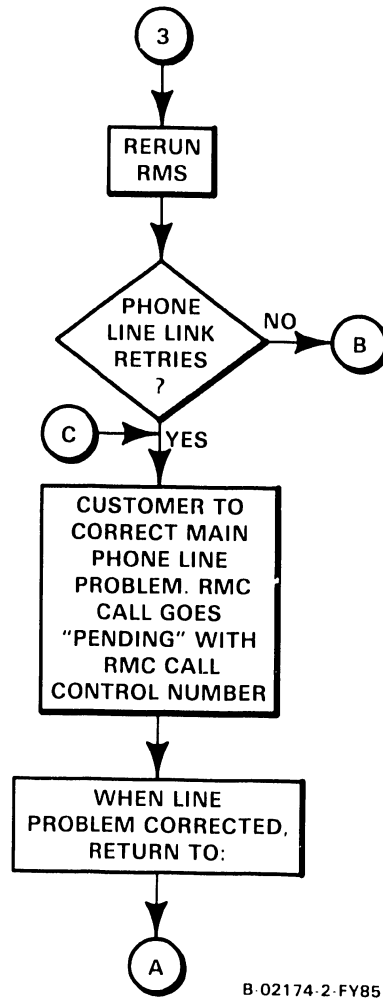 3
RERUN
RMS
PHONE
LINE LINK
RETRIES
?
NO
B
C
YES
CUSTOMER TO
CORRECT MAIN
PHONE LINE
PROBLEM. RMC
CALL GOES
"PENDING" WITH
RMC CALL
CONTROL NUMBER
WHEN LINE
PROBLEM CORRECTED,
RETURN TO:
A
B-02174-2-FY85